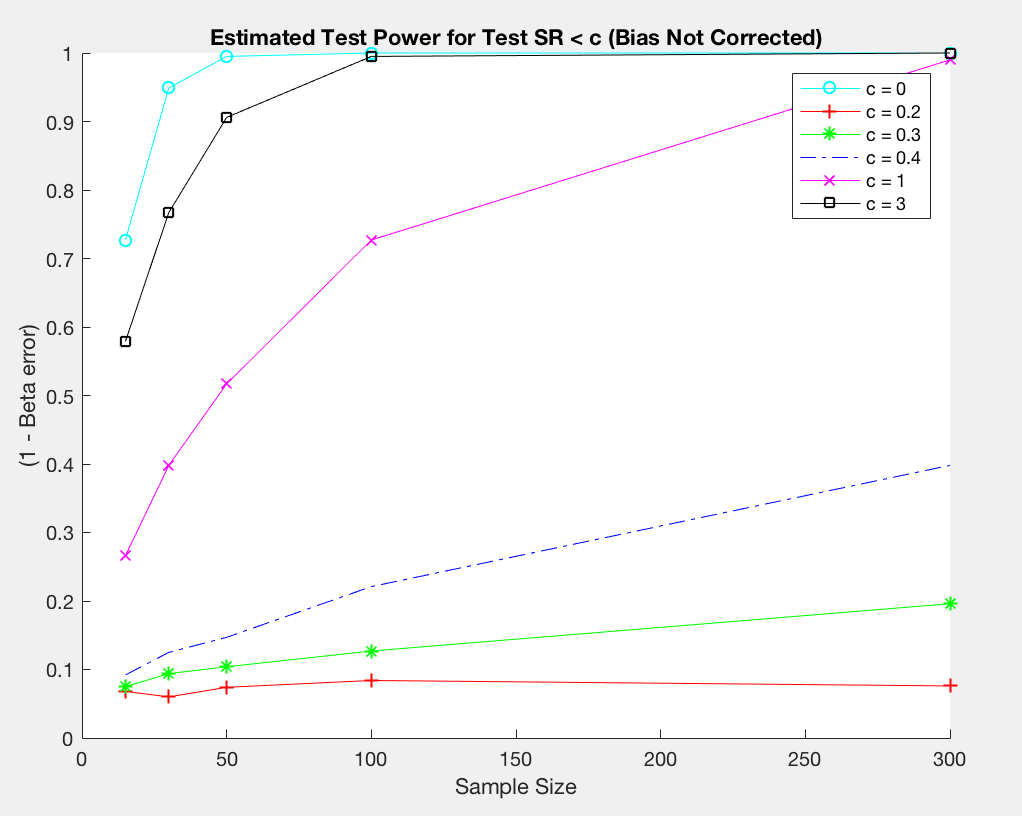 Estimated Test Power for Test SR < c (Bias Not Corrected)
1
0.9
0.8
0.7
0.6
0.5
0.4
0.3
0.2
0.1
0
(1 - Beta error)
c = 0
c = 0.2
c = 0.3
c = 0.4
c = 1
c = 3
0 50 100 150 200 250 300
Sample Size